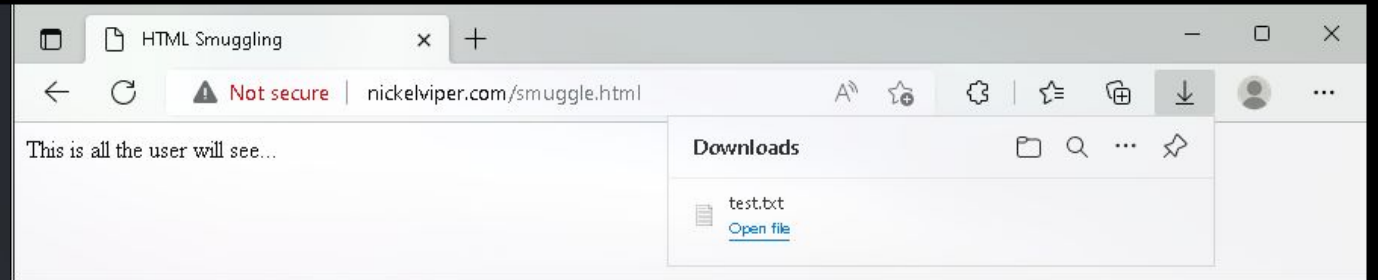 HTML Smuggling
Not secure | nickelviper.com/smuggle.html
This is all the user will see...
Downloads
test.txt
Open file